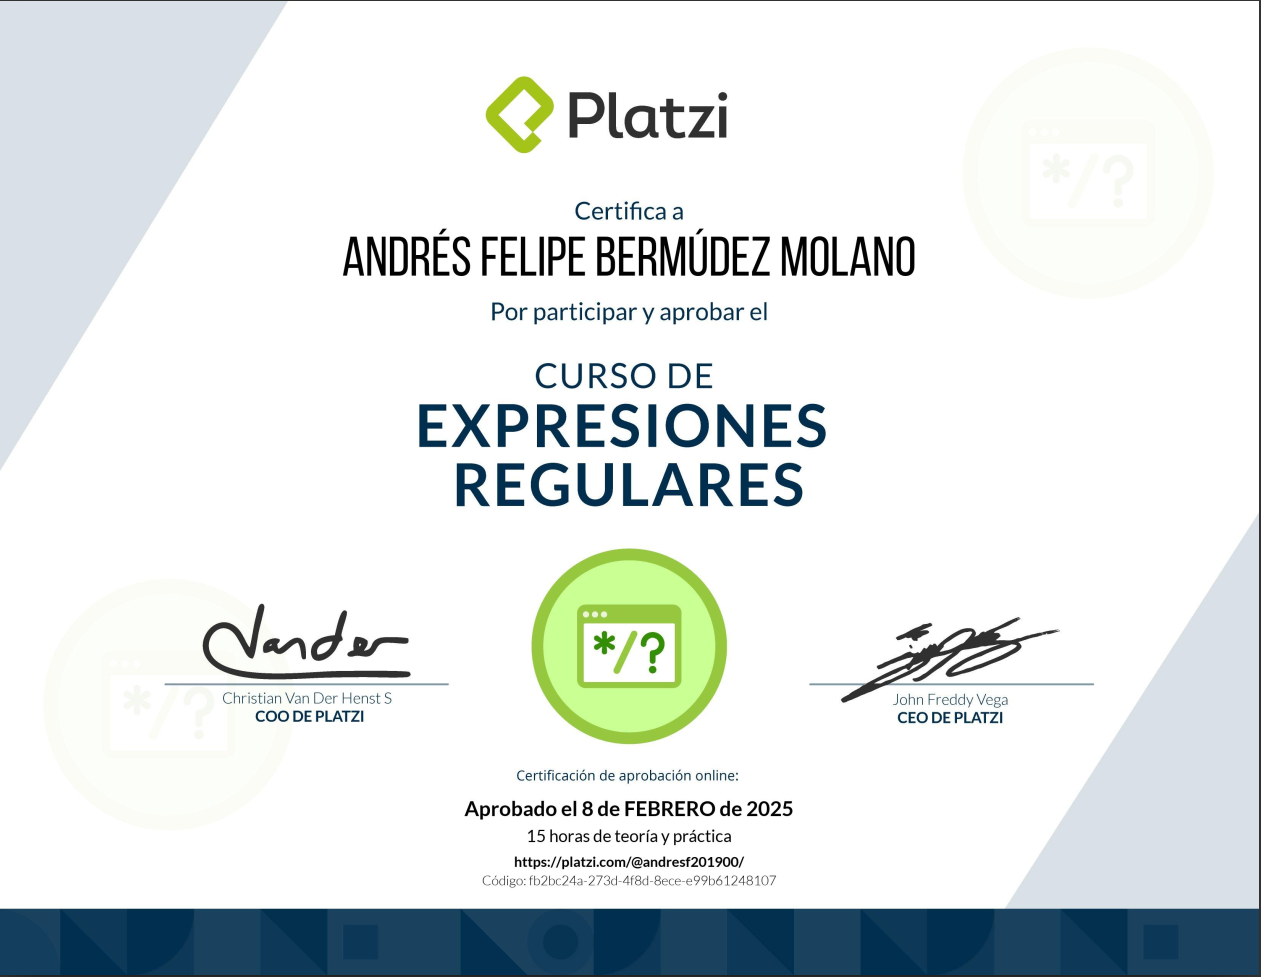 Platzi
Certifica a
ANDRÉS FELIPE BERMÚDEZ MOLANO
Por participar y aprobar el
CURSO DE
EXPRESIONES
REGULARES
*/?
*/?
Vander
*/?
Christian Van Der Henst S
COO DE PLATZI
John Freddy Vega
CEO DE PLATZI
Certificación de aprobación online:
Aprobado el 8 de FEBRERO de 2025
15 horas de teoría y práctica
https://platzi.com/@andresf201900/
Código: fb2bc24a-273d-4f8d-8ece-e99b61248107